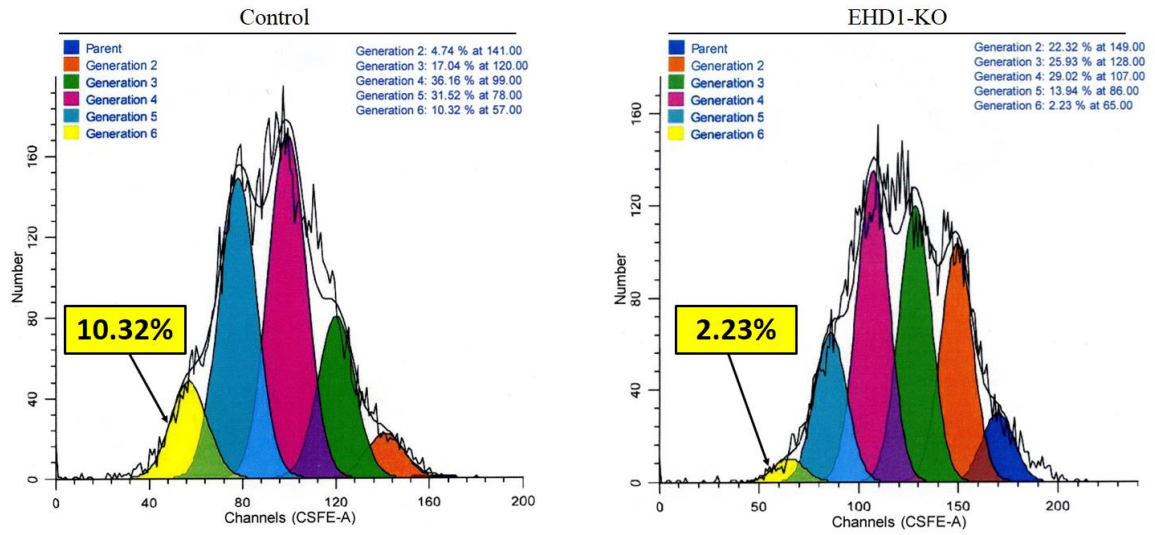 Control
Parent
Generation 2
Generation 3
Generation 4
Generation 5
Generation 6
Generation 2: 4.74 % at 141.00
Generation 3: 17.04 % at 120.00
Generation 4: 36.16 % at 99.00
Generation 5: 31.52 % at 78.00
Generation 6: 10.32 % at 57.00
10.32%
Number
160
120
80
40
0
0 40 80 120 160 200
Channels (CSFE-A)
EHD1-KO
Parent
Generation 2
Generation 3
Generation 4
Generation 5
Generation 6
Generation 2: 22.32 % at 149.00
Generation 3: 25.93 % at 128.00
Generation 4: 29.02 % at 107.00
Generation 5: 13.94 % at 86.00
Generation 6: 2.23 % at 65.00
2.23%
Number
160
120
80
40
0
0 50 100 150 200
Channels (CSFE-A)